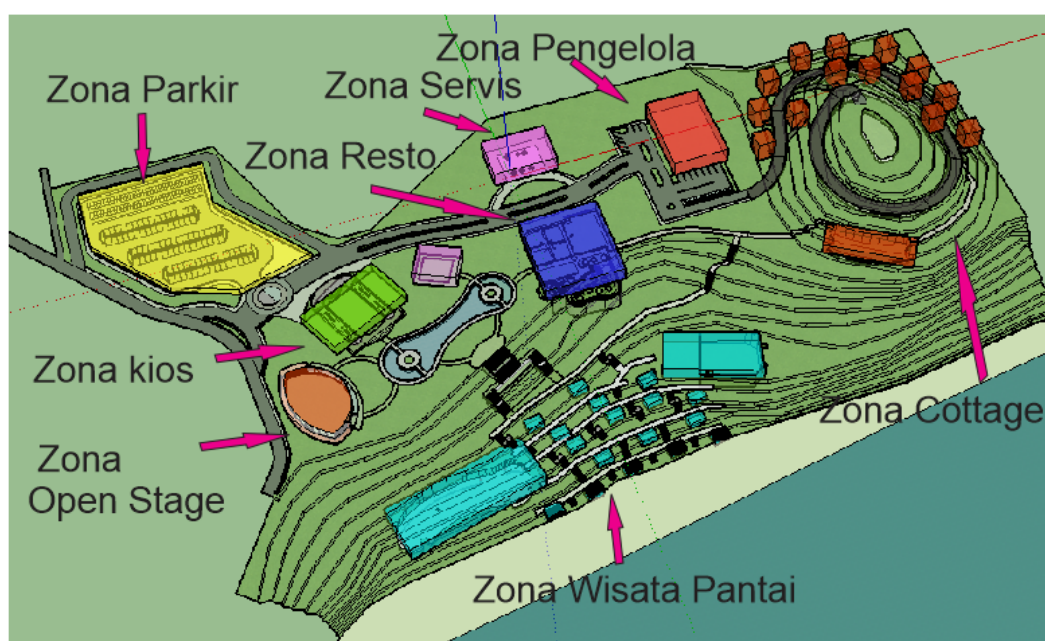 Zona Pengelola
Zona Servis
Zona Parkir
Zona Resto
Zona kios
Zona Cottage
Zona
Open Stage
Zona Wisata Pantai